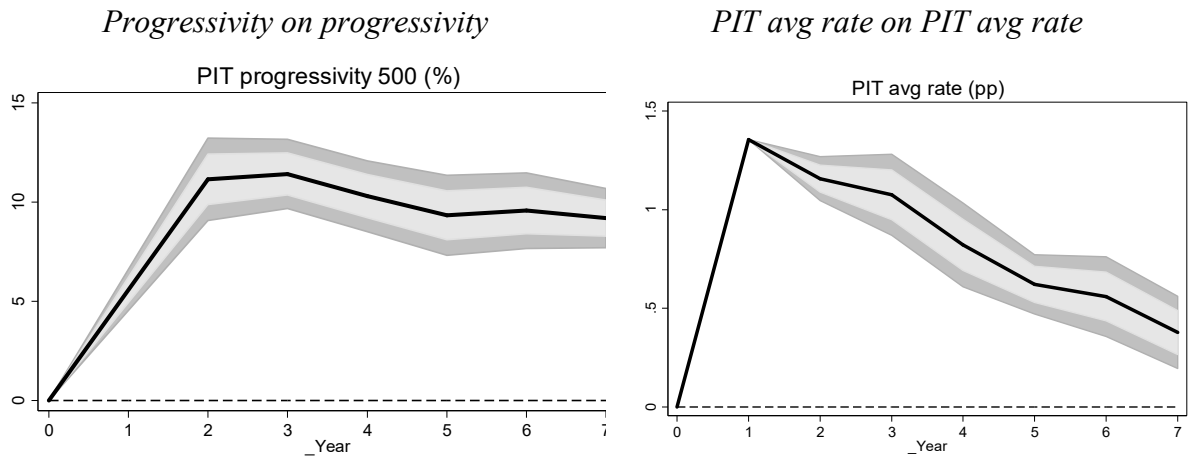 Progressivity on progressivity
PIT progressivity 500 (%)
15
10
5
0
0 1 2 3 4 5 6 7
_Year
PIT avg rate on PIT avg rate
PIT avg rate (pp)
1.5
1
.5
0
0 1 2 3 4 5 6 7
_Year